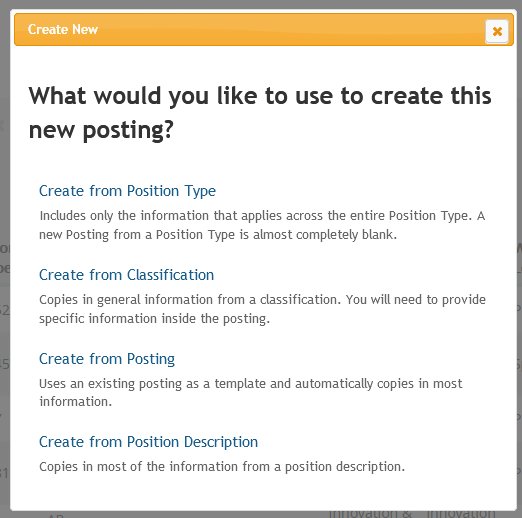 Create New
What would you like to use to create this
new posting?
Create from Position Type
Includes only the information that applies across the entire Position Type. A
new Posting from a Position Type is almost completely blank.
Create from Classification
Copies in general information from a classification. You will need to provide
specific information inside the posting.
Create from Posting
Uses an existing posting as a template and automatically copies in most
information.
Create from Position Description
Copies in most of the information from a position description.
Innovation & Innovation